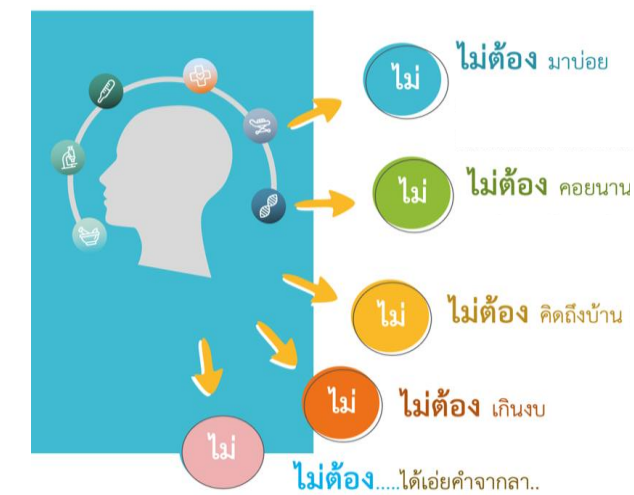 ไม่ ไม่ต้อง มาบ่อย
ไม่ ไม่ต้อง คอยนาน
ไม่ ไม่ต้อง คิดถึงบ้าน
ไม่ ไม่ต้อง เกินงบ
ไม่
ไม่ต้อง.....ได้เอ่ยคำจากลา..